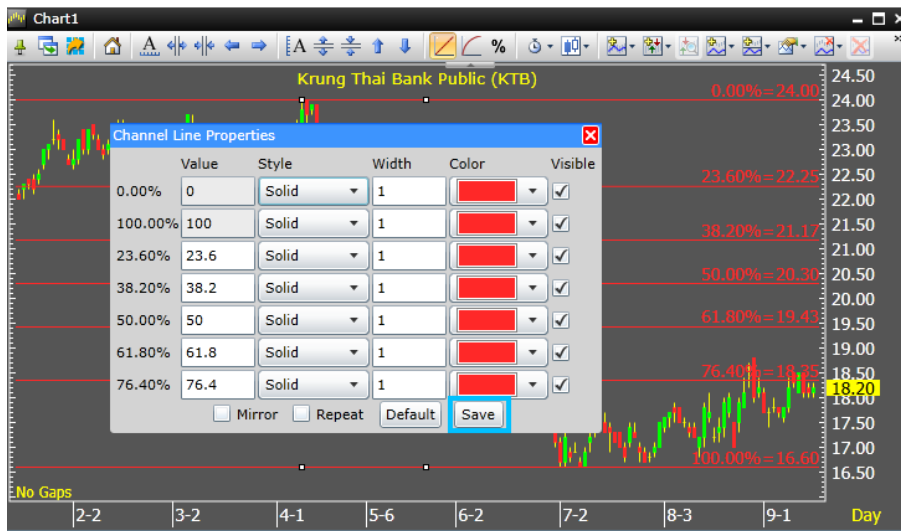 Chart1
A A %
Krung Thai Bank Public (KTB)
24.50
0.00%=24.00
24.00
23.50
23.00
23.60%=22.25
22.50
22.00
38.20%=21.17
21.50
21.00
50.00%=20.30
20.50
20.00
61.80%=19.43
19.50
19.00
76.40%=18.35
18.50
18.20
18.00
17.50
17.00
100.00%=16.60
16.50
Channel Line Properties
Value Style Width Color Visible
0.00% 0 Solid 1
100.00% 100 Solid 1
23.60% 23.6 Solid 1
38.20% 38.2 Solid 1
50.00% 50 Solid 1
61.80% 61.8 Solid 1
76.40% 76.4 Solid 1
Mirror Repeat Default Save
No Gaps
2-2 3-2 4-1 5-6 6-2 7-2 8-3 9-1 Day